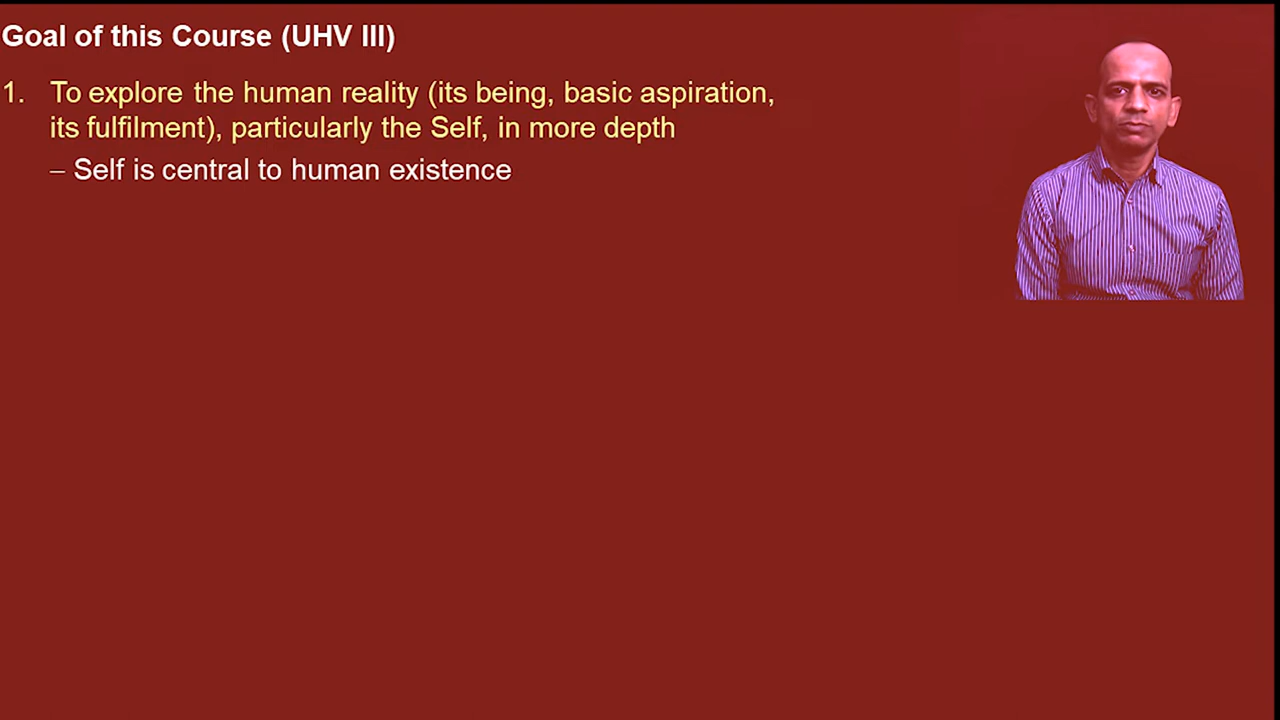 Goal of this Course (UHV III)
1. To explore the human reality (its being, basic aspiration,
its fulfilment), particularly the Self, in more depth
– Self is central to human existence